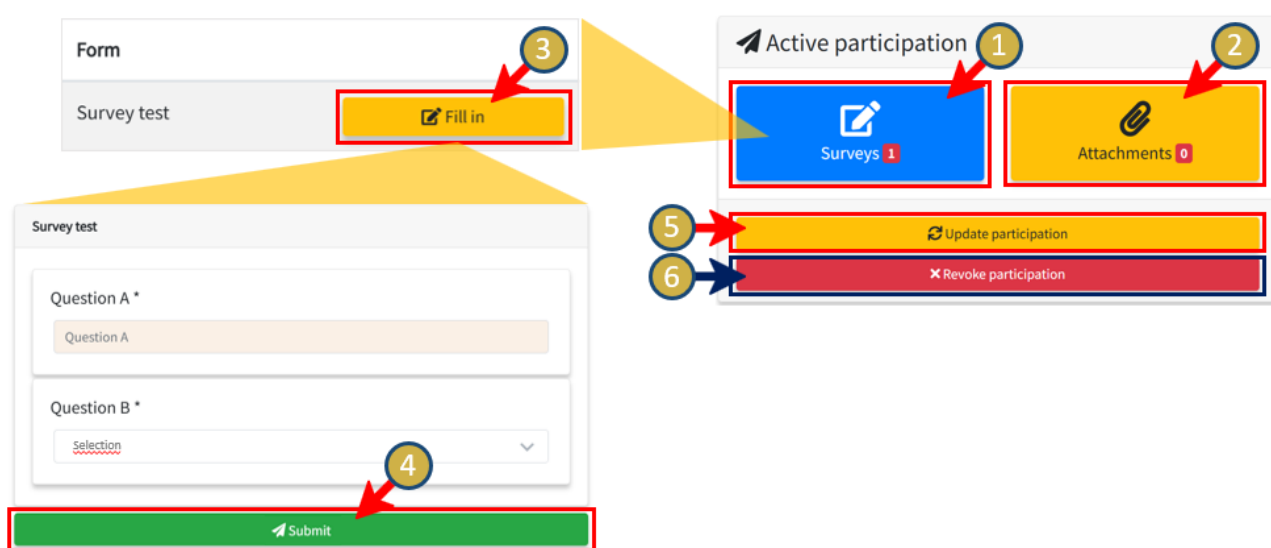 Form
3
Survey test
Fill in
Active participation
1
2
Surveys 1
Attachments 0
5
Update participation
6
Revoke participation
Survey test
Question A *
Question A
Question B *
Selection
4
Submit